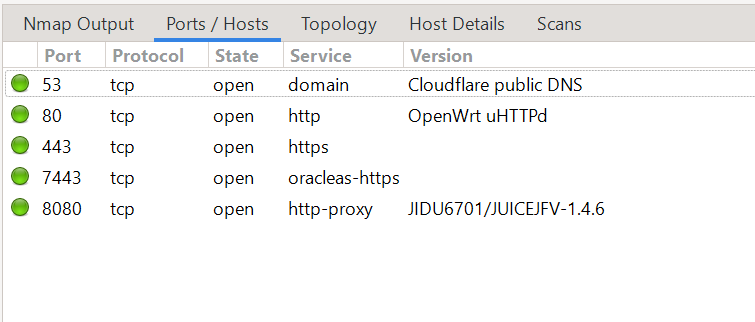 Nmap Output Ports / Hosts Topology Host Details Scans
Port Protocol State Service Version
53 tcp open domain Cloudflare public DNS
80 tcp open http OpenWrt uHTTPd
443 tcp open https
7443 tcp open oracleas-https
8080 tcp open http-proxy JIDU6701/JUICEJFV-1.4.6